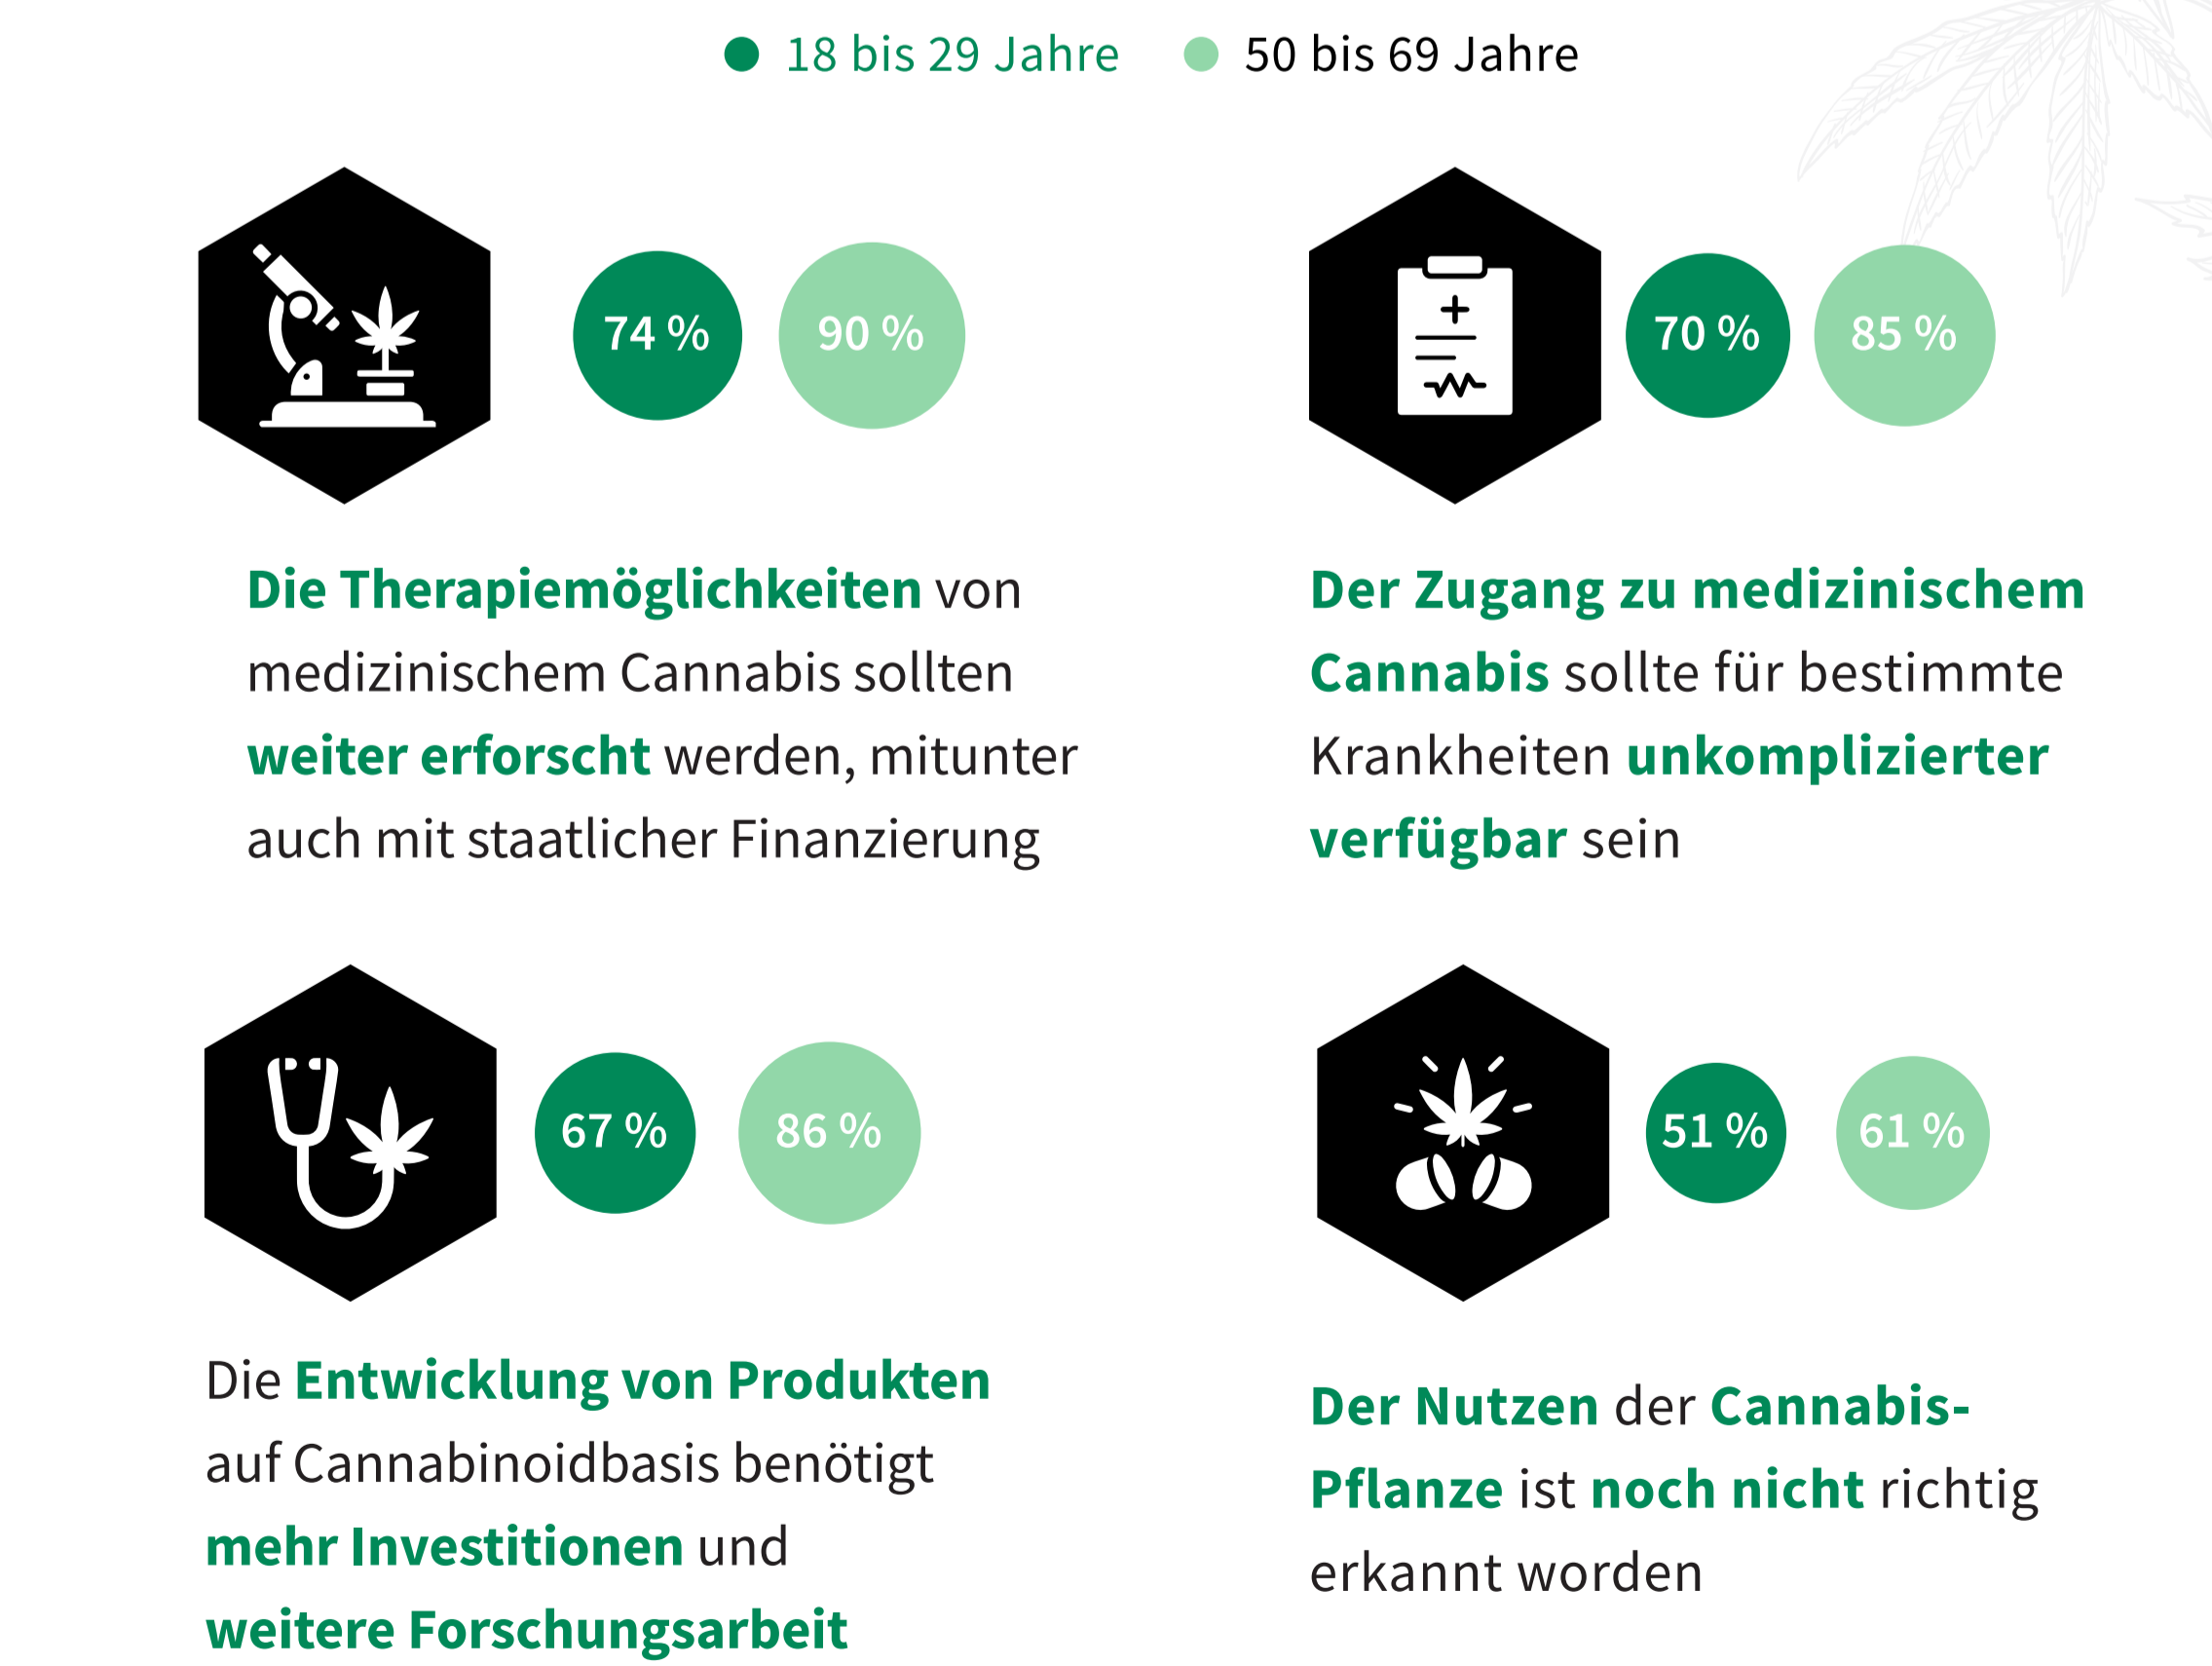 18 bis 29 Jahre
50 bis 69 Jahre
74 %
90 %
Die Therapiemöglichkeiten von
medizinischem Cannabis sollten
weiter erforscht werden, mitunter
auch mit staatlicher Finanzierung
70 %
85 %
Der Zugang zu medizinischem
Cannabis sollte für bestimmte
Krankheiten unkomplizierter
verfügbar sein
67 %
86 %
Die Entwicklung von Produkten
auf Cannabinoidbasis benötigt
mehr Investitionen und
weitere Forschungsarbeit
51 %
61 %
Der Nutzen der Cannabis-
Pflanze ist noch nicht richtig
erkannt worden